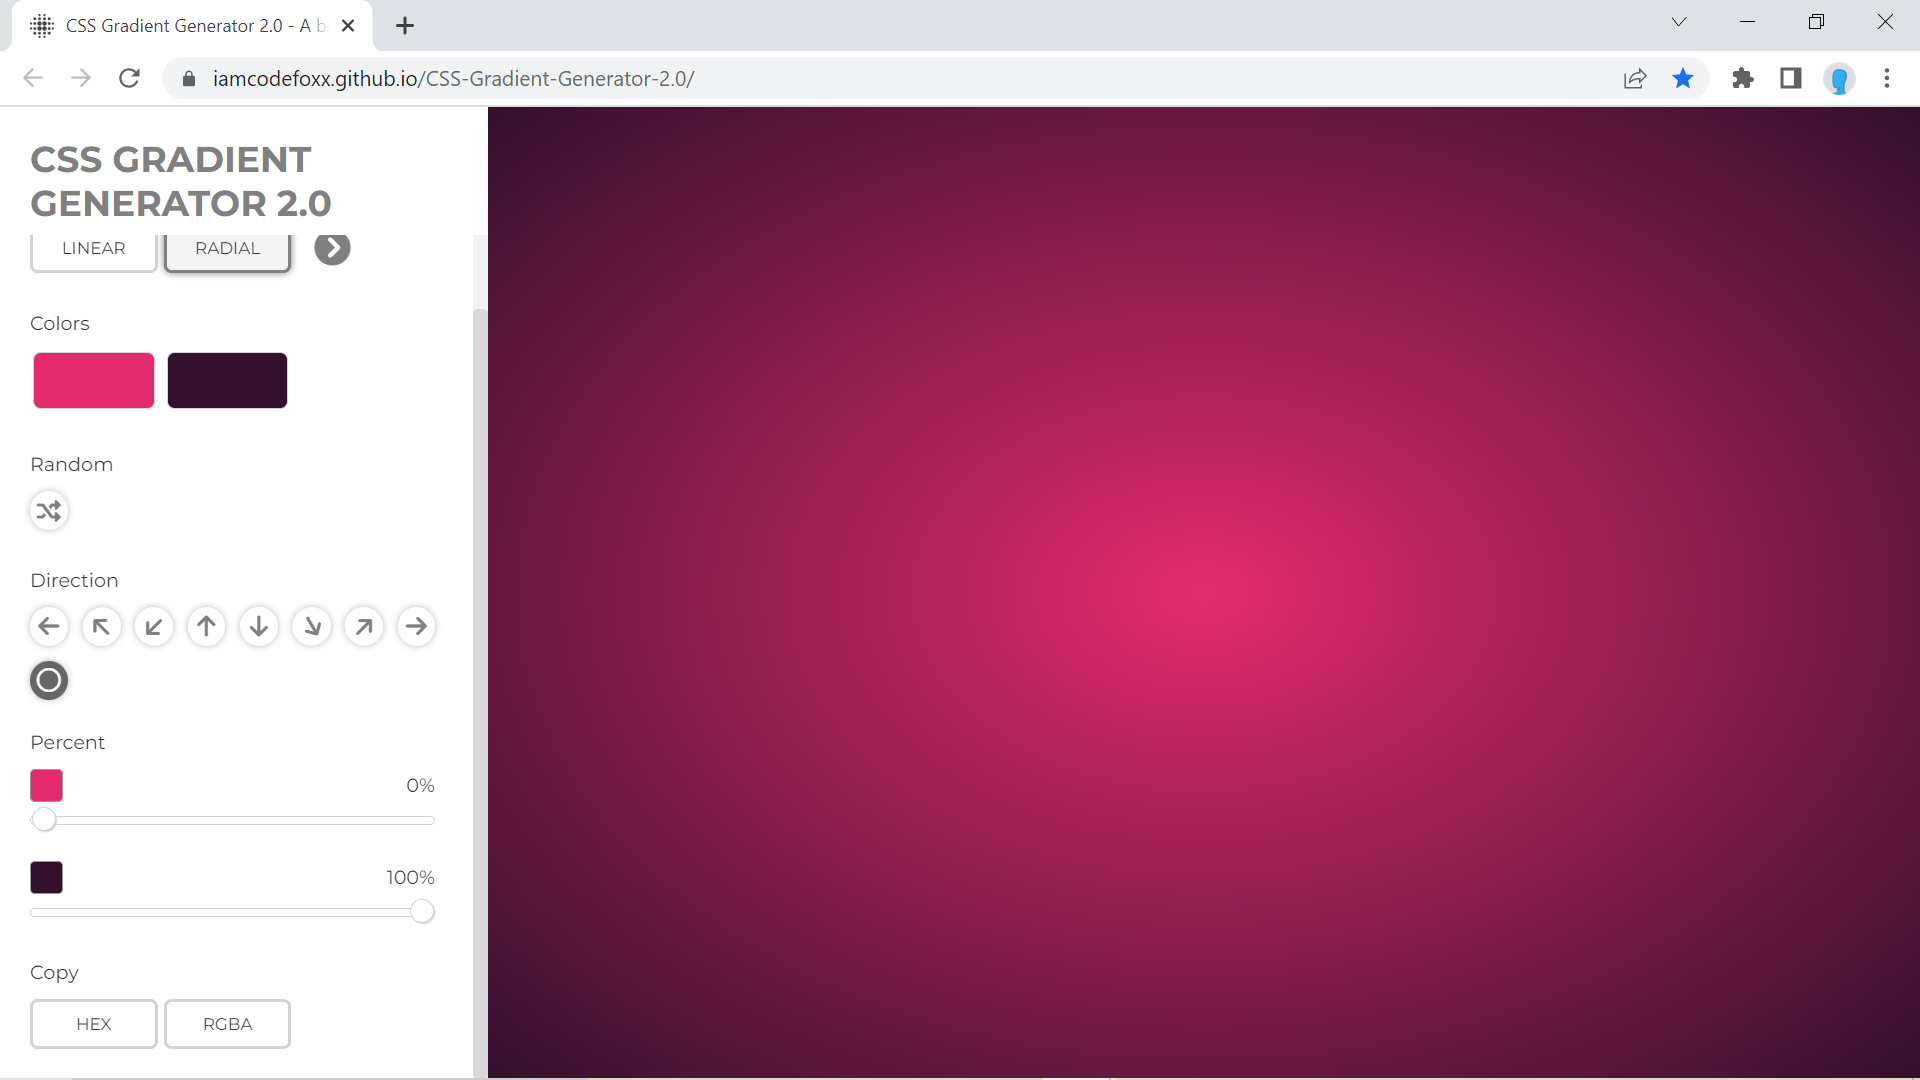 CSS Gradient Generator 2.0 - A b
iamcodefoxx.github.io/CSS-Gradient-Generator-2.0/
CSS GRADIENT
GENERATOR 2.0
LINEAR
RADIAL
Colors
Random
Direction
Percent
0%
100%
Copy
HEX
RGBA